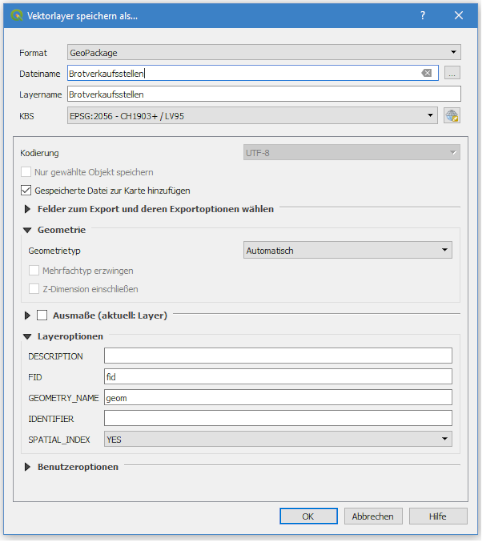 Vektorlayer speichern als...
?
Format GeoPackage
Dateiname Brotverkaufsstellen ...
Layername Brotverkaufsstellen
KBS EPSG:2056 - CH1903+ / LV95
Kodierung UTF-8
Nur gewählte Objekt speichern
Gespeicherte Datei zur Karte hinzufügen
Felder zum Export und deren Exportoptionen wählen
Geometrie
Geometrietyp Automatisch
Mehrfachtyp erzwingen
Z-Dimension einschließen
Ausmaße (aktuell: Layer)
Layeroptionen
DESCRIPTION
FID fid
GEOMETRY_NAME geom
IDENTIFIER
SPATIAL_INDEX YES
Benutzeroptionen
OK Abbrechen Hilfe